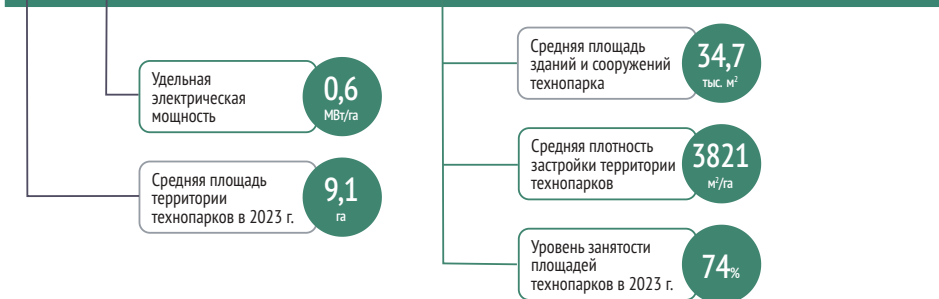 Удельная
электрическая
мощность
0,6
МВт/га
Средняя площадь
территории
технопарков в 2023 г.
9,1
га
Средняя площадь
зданий и сооружений
технопарка
34,7
тыс. м²
Средняя плотность
застройки территории
технопарков
3821
м²/га
Уровень занятости
площадей
технопарков в 2023 г.
74%